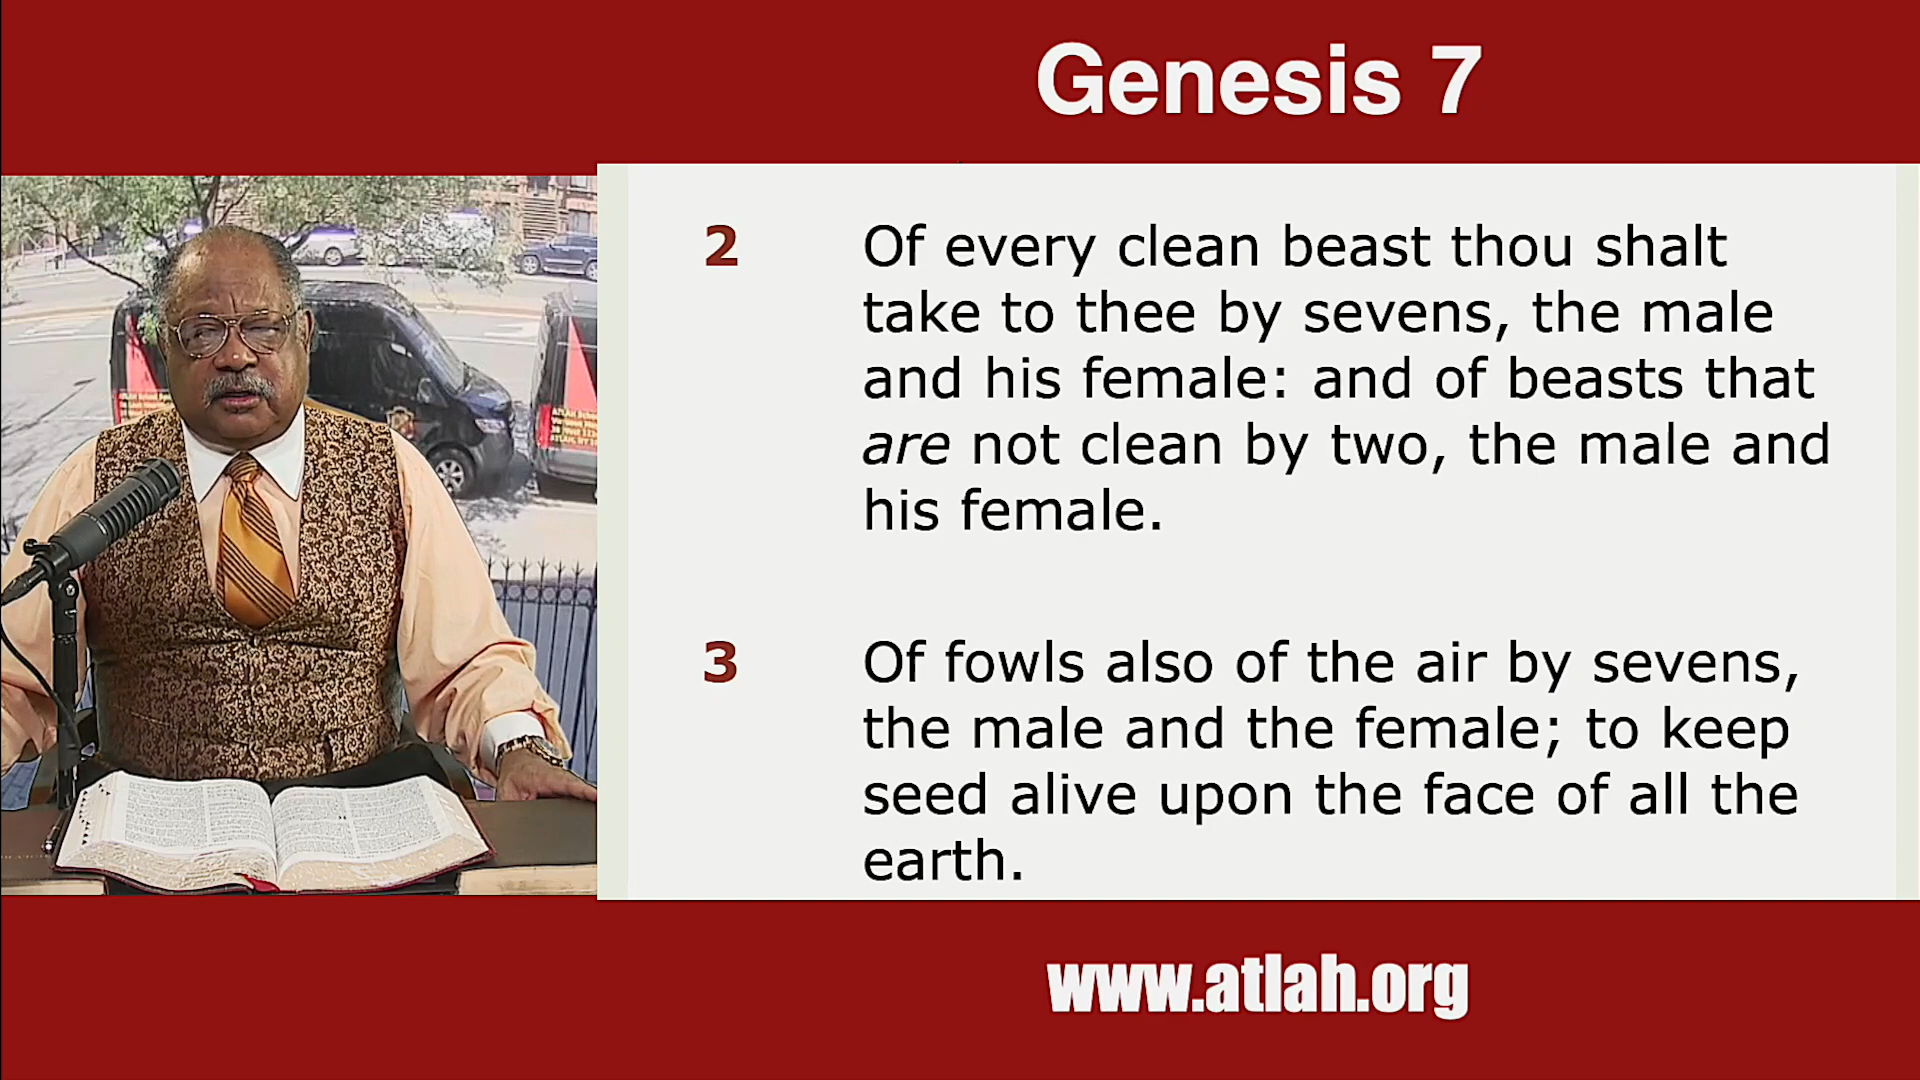 Genesis 7
2 Of every clean beast thou shalt
take to thee by sevens, the male
and his female: and of beasts that
are not clean by two, the male and
his female.
3 Of fowls also of the air by sevens,
the male and the female; to keep
seed alive upon the face of all the
earth.
www.atlah.org